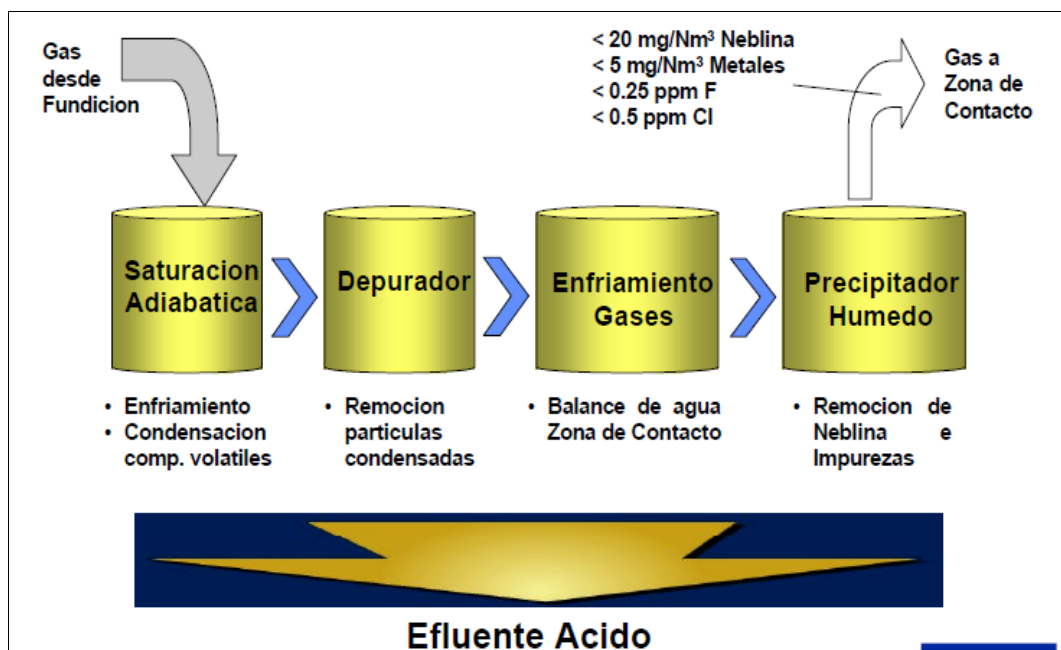 Gas
desde
Fundicion
< 20 mg/Nm³ Neblina
< 5 mg/Nm³ Metales
< 0.25 ppm F
< 0.5 ppm Cl
Gas a
Zona de
Contacto
Saturacion
Adiabatica
Depurador
Enfriamiento
Gases
Precipitador
Humedo
• Enfriamiento
• Condensacion
comp. volatiles
• Remocion
particulas
condensadas
• Balance de agua
Zona de Contacto
• Remocion de
Neblina e
Impurezas
Efluente Acido